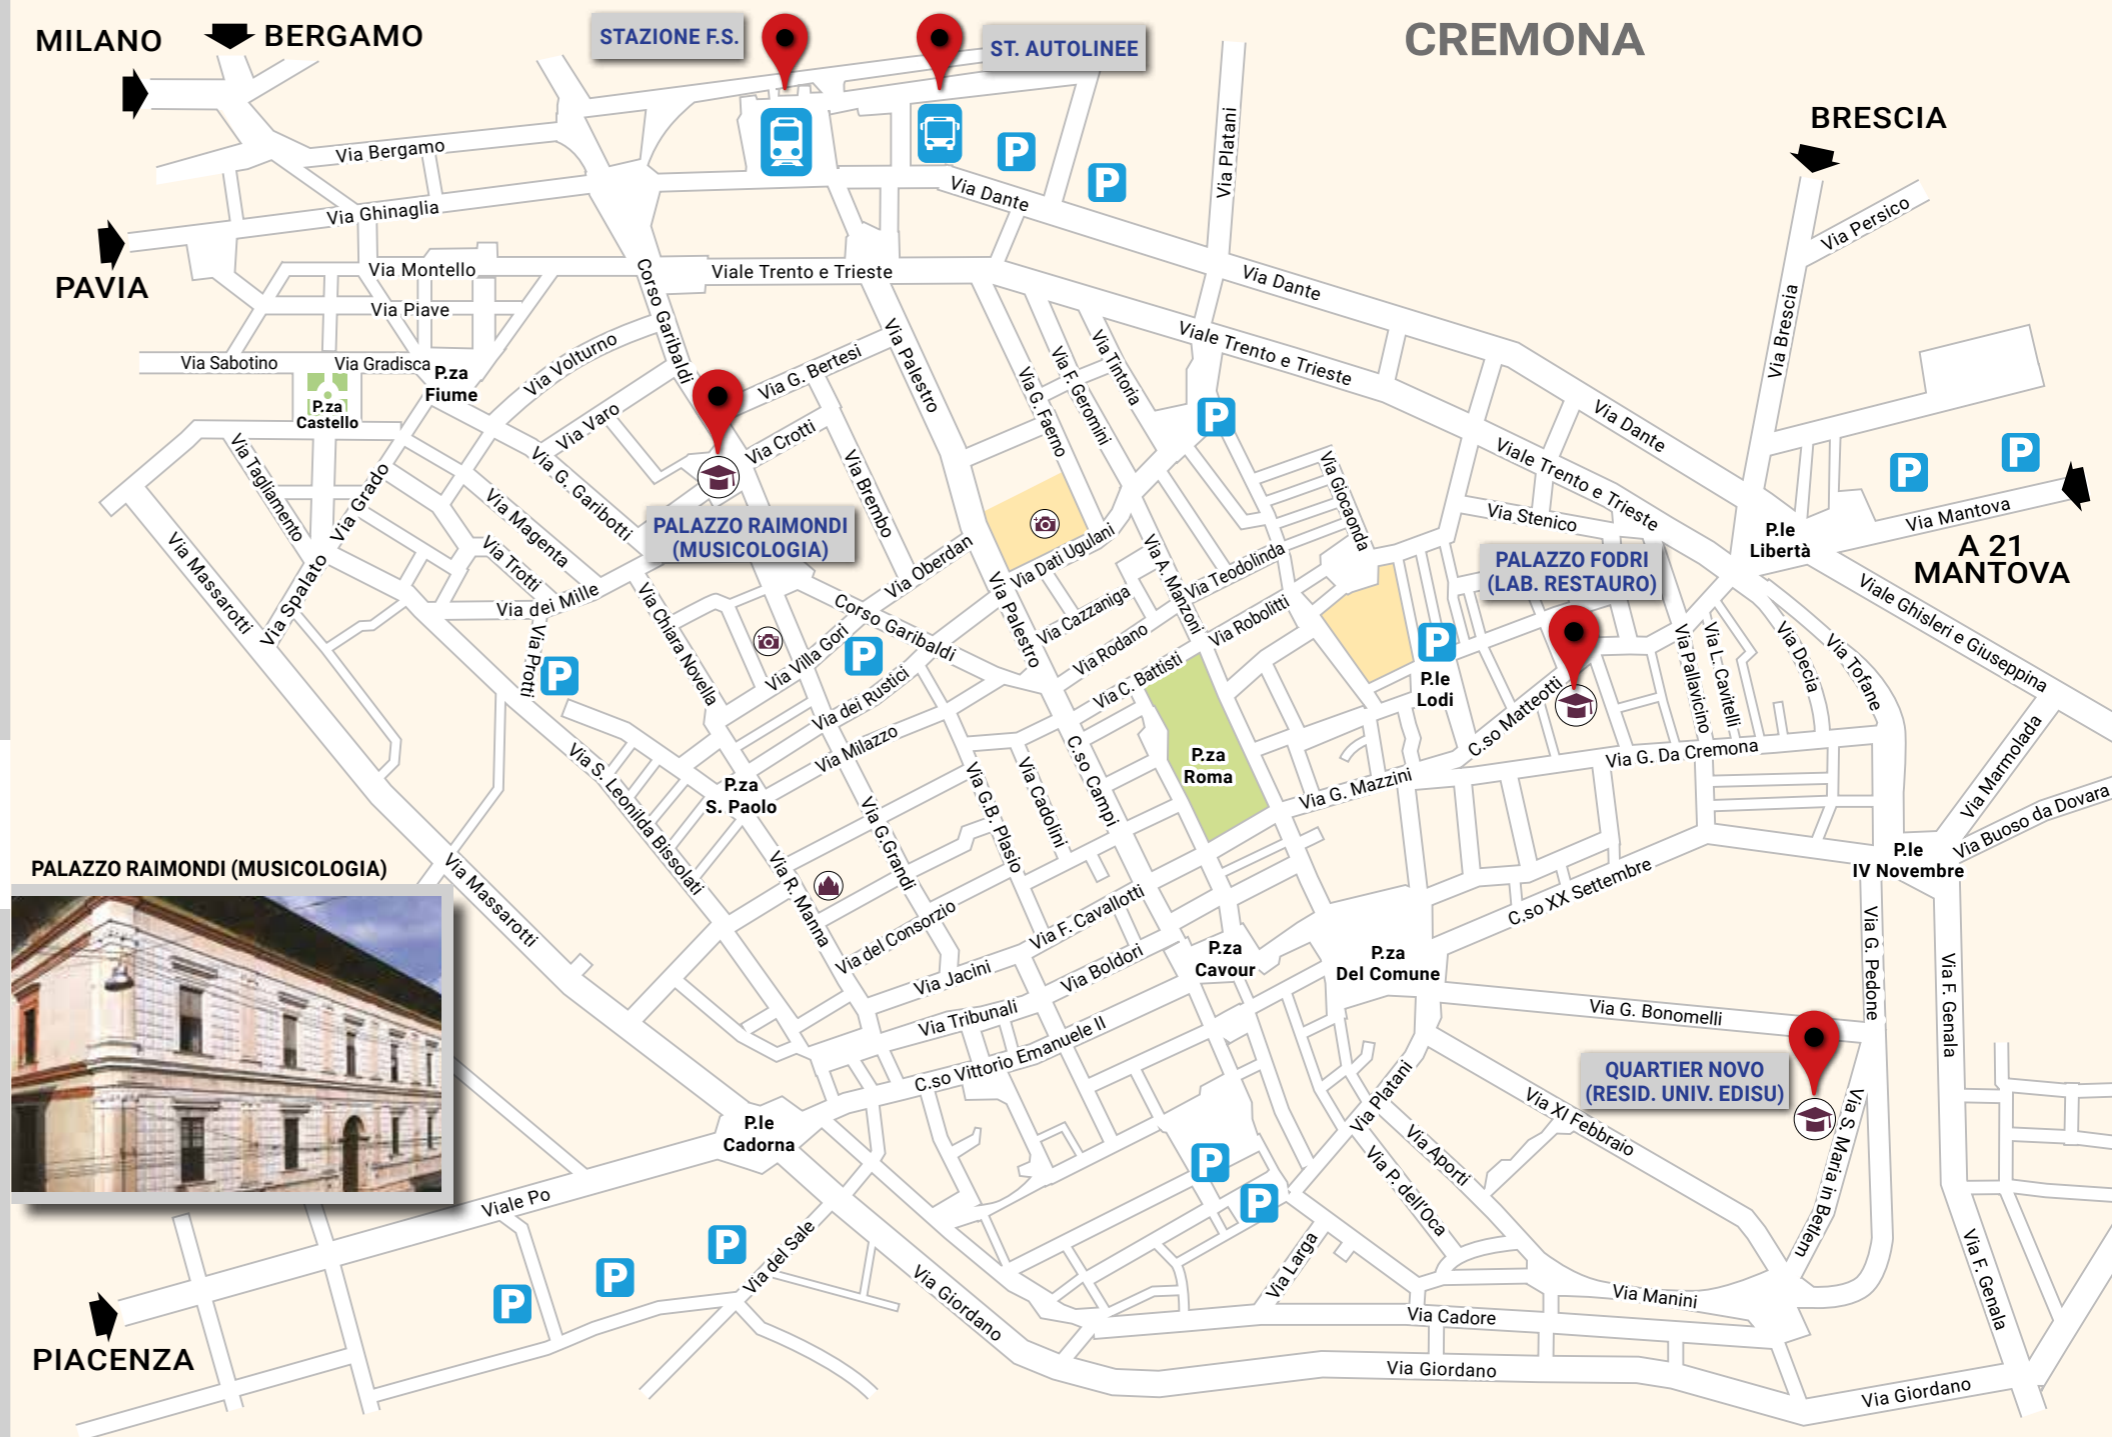 CREMONA
MILANO
BERGAMO
STAZIONE F.S.
ST. AUTOLINEE
BRESCIA
PAVIA
A 21
MANTOVA
PIACENZA
P
P
Via Bergamo
Via Ghinaglia
Via Dante
Via Platani
Via Persico
Via Brescia
Via Montello
Via Piave
Viale Trento e Trieste
Corso Garibaldi
Via Dante
Viale Trento e Trieste
Via Sabotino
Via Gradisca
P.za
Fiume
P.za
Castello
Via Volturno
Via Varo
Via G. Bertesi
Via Crotti
Via Palestro
Via G. Faerno
Via F. Geromini
Via Tintoria
P
Via Dante
Viale Trento e Trieste
P
P
Via Mantova
P.le
Libertà
Via Tagliamento
Via Grado
Via G. Garibotti
Via Magenta
Via Trotti
Via Brembo
PALAZZO RAIMONDI
(MUSICOLOGIA)
Via Oberdan
Via Dati Ugulani
Via A. Manzoni
Via Teodolinda
Via Giocaonda
Via Stenico
PALAZZO FODRI
(LAB. RESTAURO)
Viale Ghisleri e Giuseppina
Via Massarotti
Via Spalato
Via dei Mille
Via Protti
P
Via Chiara Novella
Corso Garibaldi
Via Villa Gori
P
Via dei Rustici
Via Milazzo
Via Palestro
Via Cazzaniga
Via Rodano
Via Robolitti
Via C. Battisti
P
P.le
Lodi
C.so Matteotti
Via Pallavicino
Via L. Cavitelli
Via Decia
Via Tofane
Via G. Da Cremona
Via Marmolada
Via Buoso da Dovara
P.za
Roma
Via G. Mazzini
P.za
S. Paolo
Via S. Leonilda Bissolati
Via G.Grandi
Via G.B. Plasio
Via Cadolini
C.so Campi
Via R. Manna
Via del Consorzio
Via F. Cavallotti
Via Jacini
Via Boldori
Via Tribunali
C.so Vittorio Emanuele II
P.za
Cavour
P.za
Del Comune
C.so XX Settembre
P.le
IV Novembre
Via G. Pedone
Via F. Genala
Via G. Bonomelli
QUARTIER NOVO
(RESID. UNIV. EDISU)
Via S. Maria in Betlem
Via XI Febbraio
Via Platani
Via Aporti
Via P. dell'Oca
PALAZZO RAIMONDI (MUSICOLOGIA)
Via Massarotti
P.le
Cadorna
Viale Po
Via del Sale
P
P
P
P
P
Via Larga
Via Giordano
Via Cadore
Via Manini
Via F. Genala
Via Giordano
Via Giordano